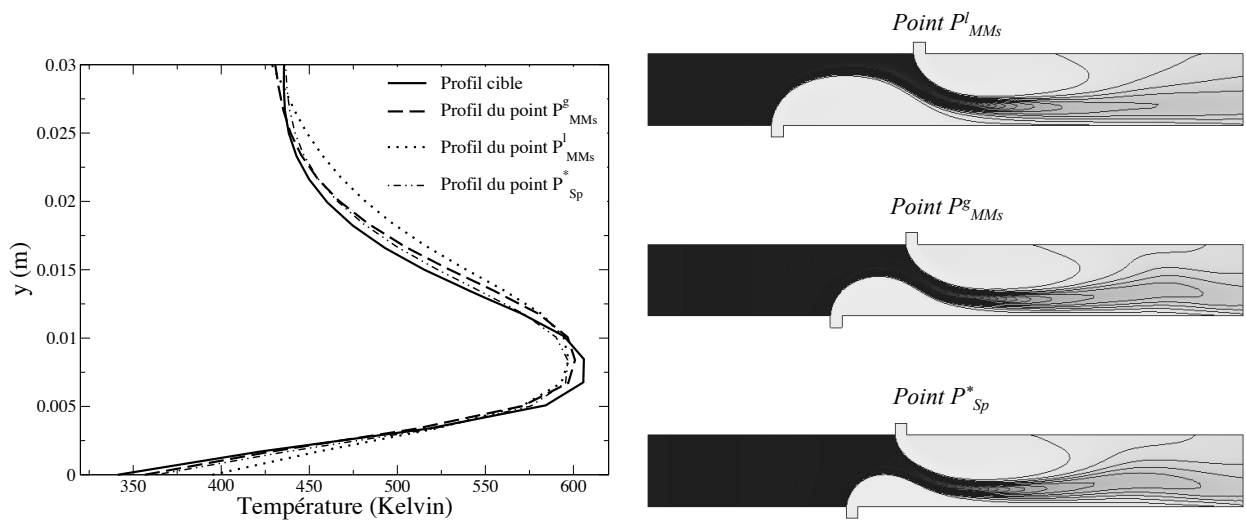 0.03
0.025
0.02
0.015
0.01
0.005
0
y (m)
350
400
450
500
550
600
Température (Kelvin)
Profil cible
Profil du point P^g_MMs
Profil du point P^l_MMs
Profil du point P^*_Sp
Point P^l_MMs
Point P^g_MMs
Point P^*_Sp